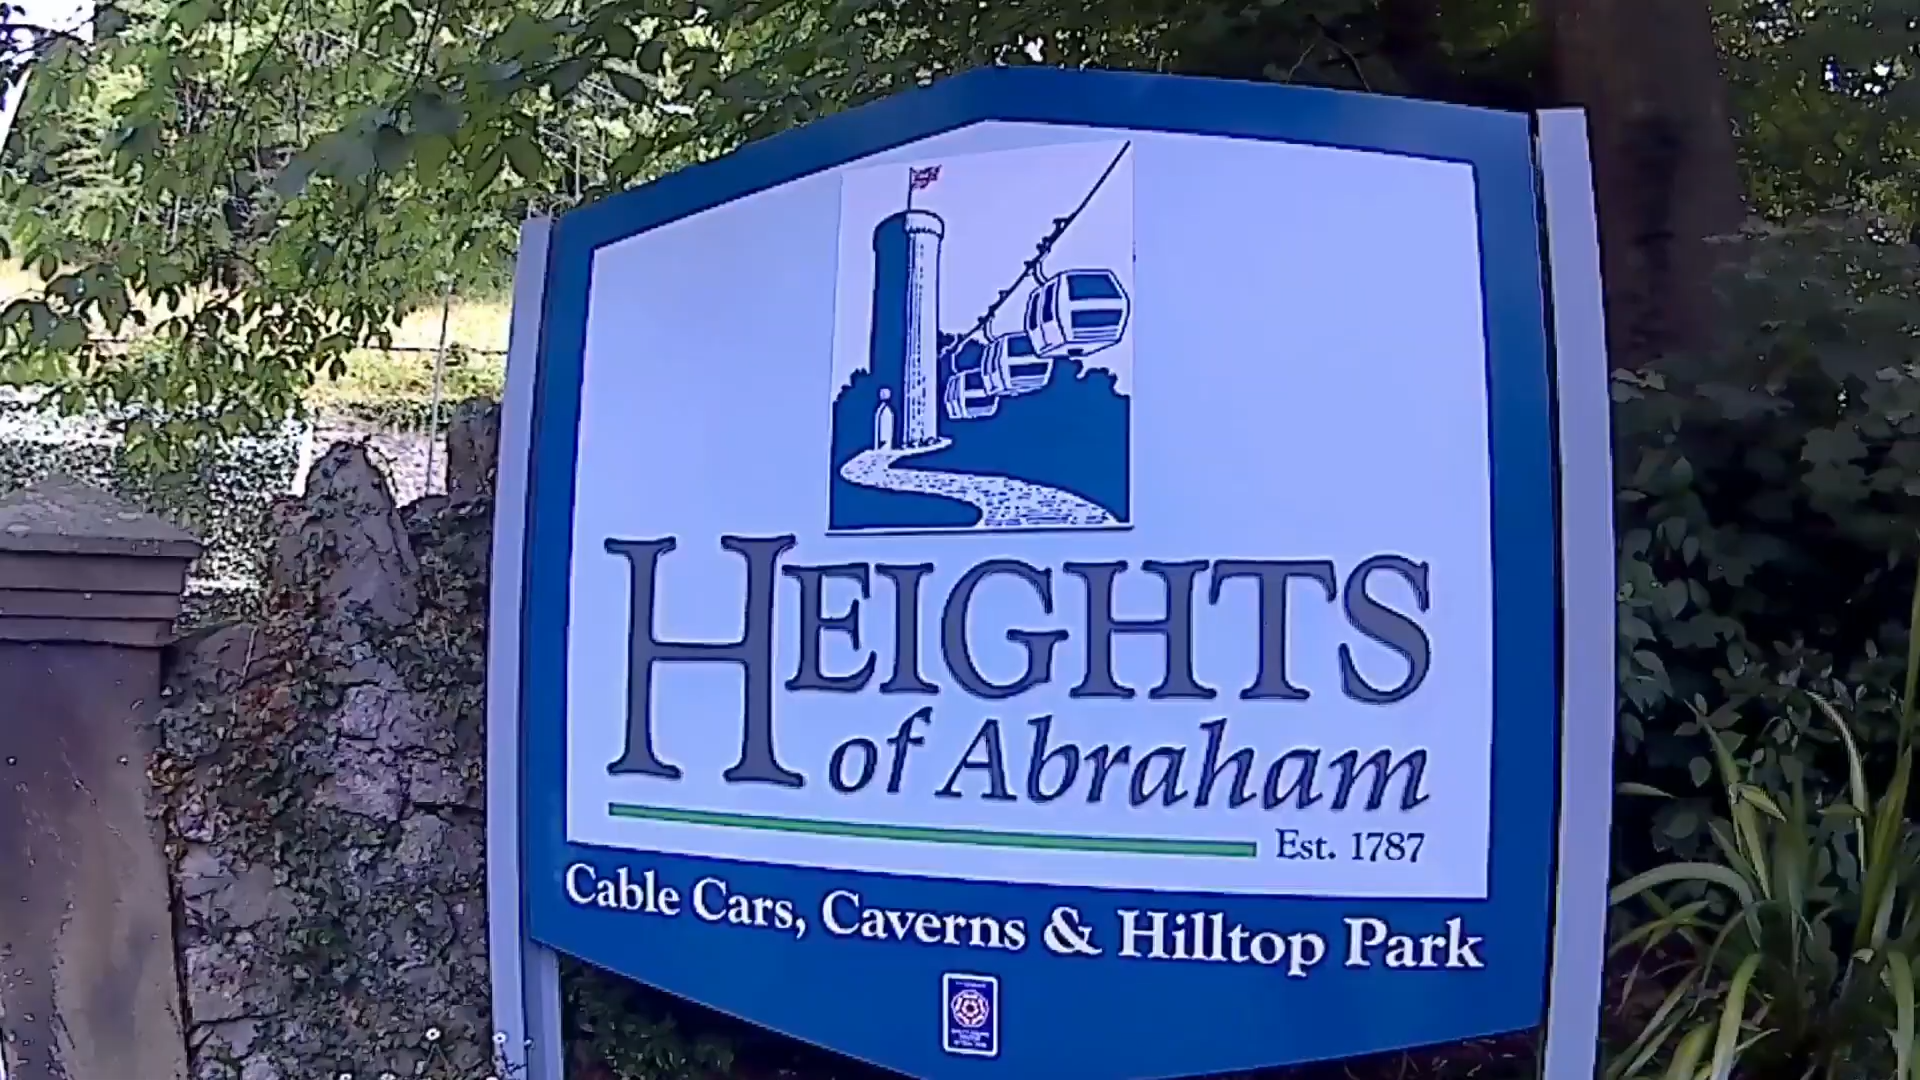 HEIGHTS
of Abraham
Est. 1787
Cable Cars, Caverns & Hilltop Park